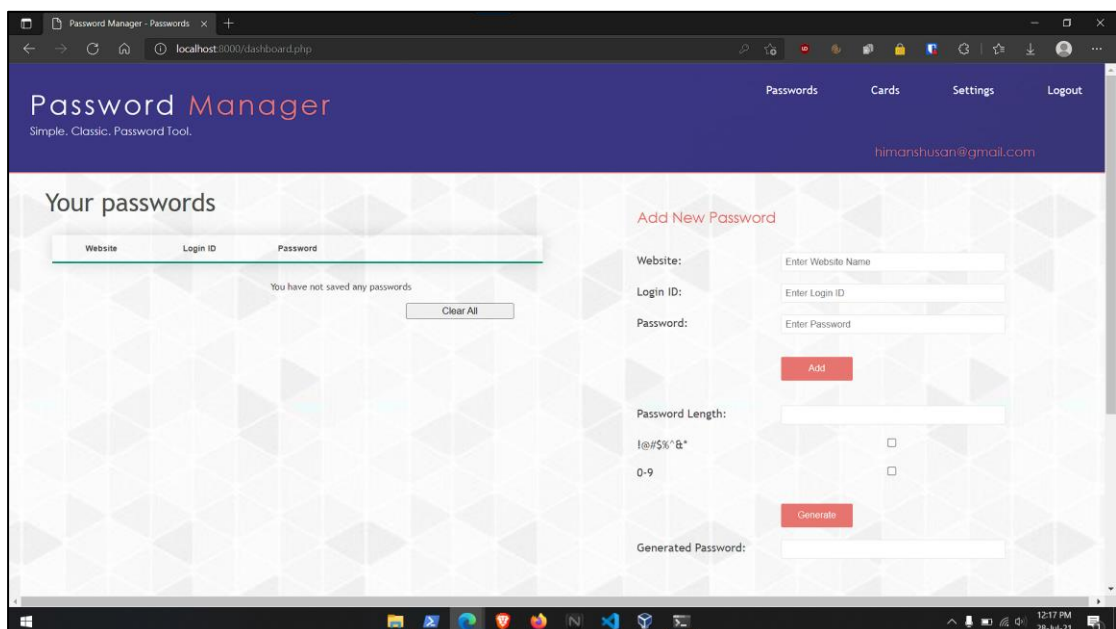 Password Manager - Passwords
localhost:8000/dashboard.php
Password Manager
Simple. Classic. Password Tool.
Passwords Cards Settings Logout
himanshusan@gmail.com
Your passwords
Website Login ID Password
You have not saved any passwords
Clear All
Add New Password
Website: Enter Website Name
Login ID: Enter Login ID
Password: Enter Password
Add
Password Length:
!@#$%^&*
0-9
Generate
Generated Password:
12:17 PM
28-Jul-21